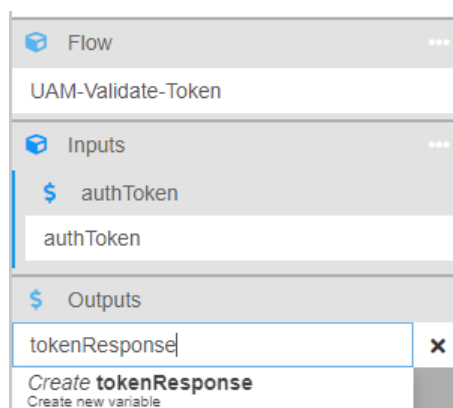 Flow
UAM-Validate-Token
Inputs
$ authToken
authToken
$ Outputs
tokenResponse
Create tokenResponse
Create new variable